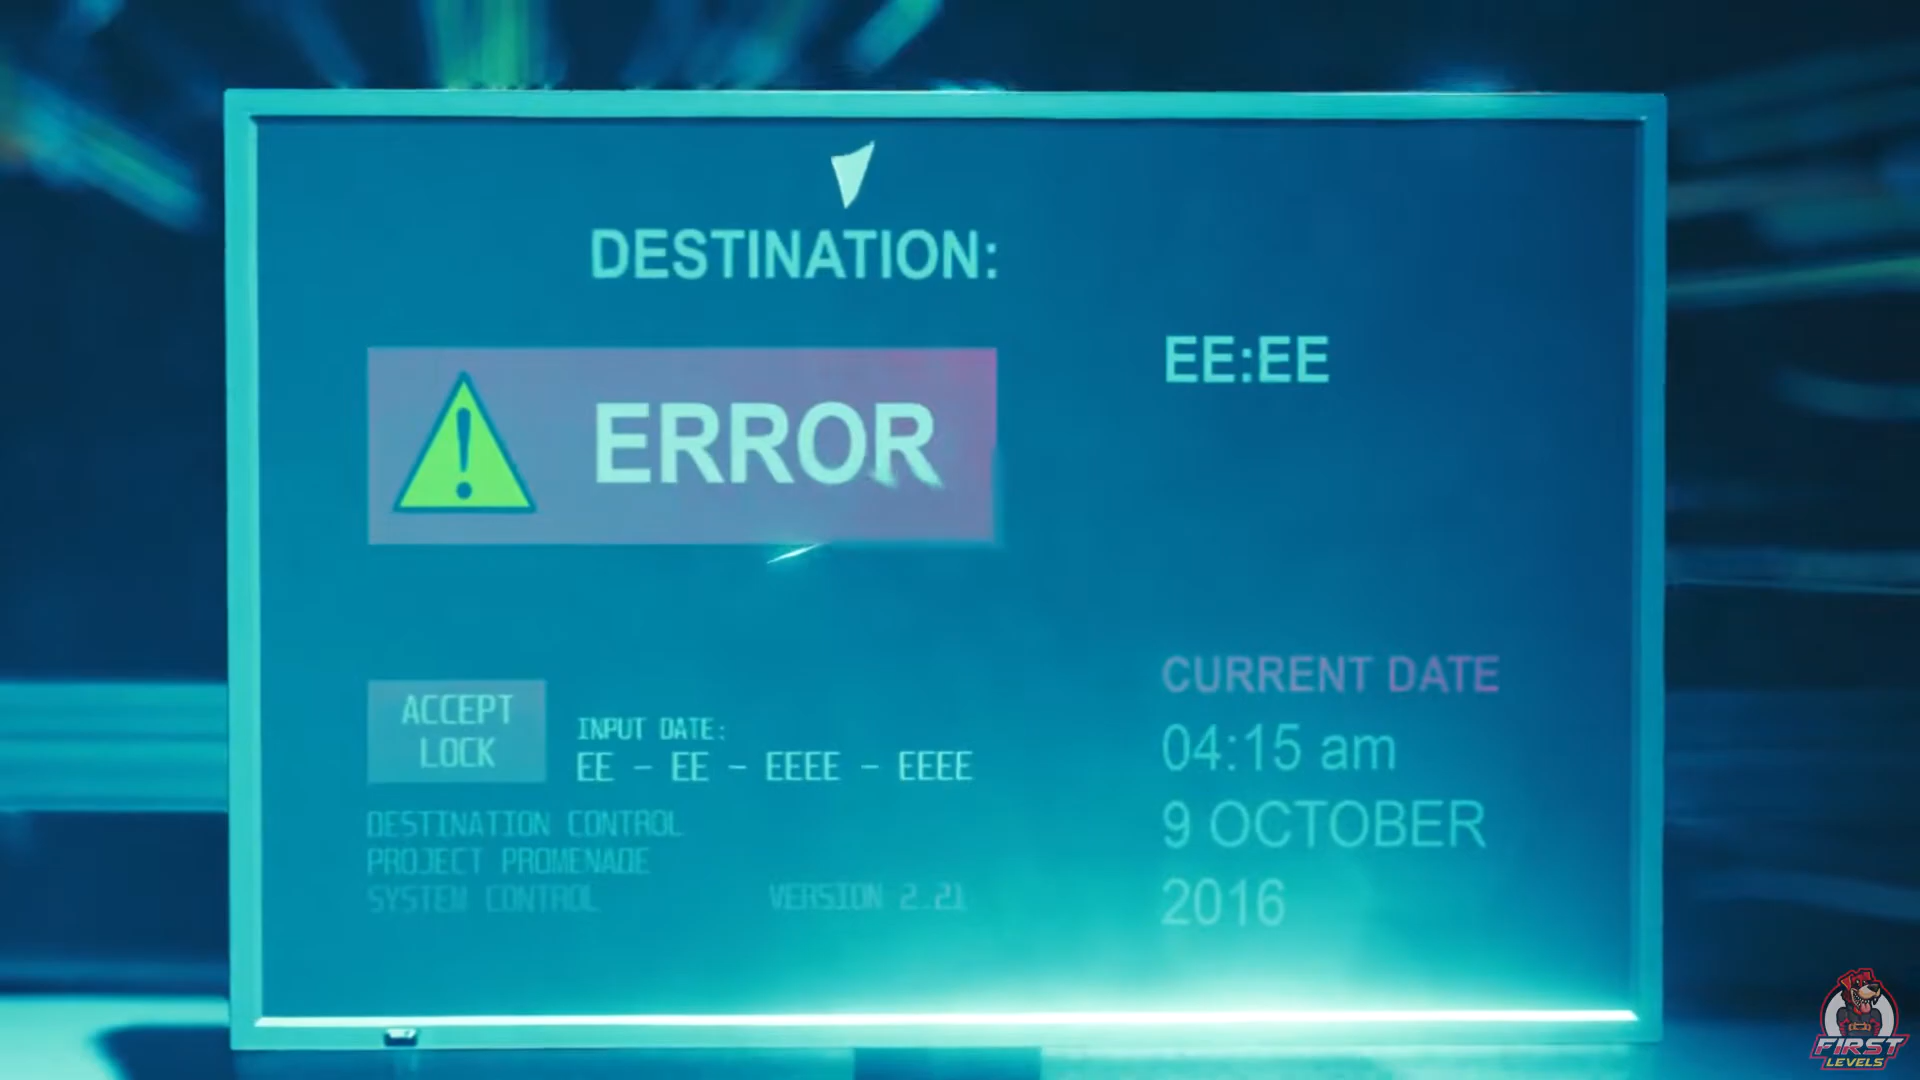 DESTINATION:
ERROR
EE:EE
ACCEPT
LOCK
INPUT DATE:
EE - EE - EEEE - EEEE
DESTINATION CONTROL
PROJECT PROMENADE
SYSTEM CONTROL
VERSION 2.21
CURRENT DATE
04:15 am
9 OCTOBER
2016
FIRST
LEVELS